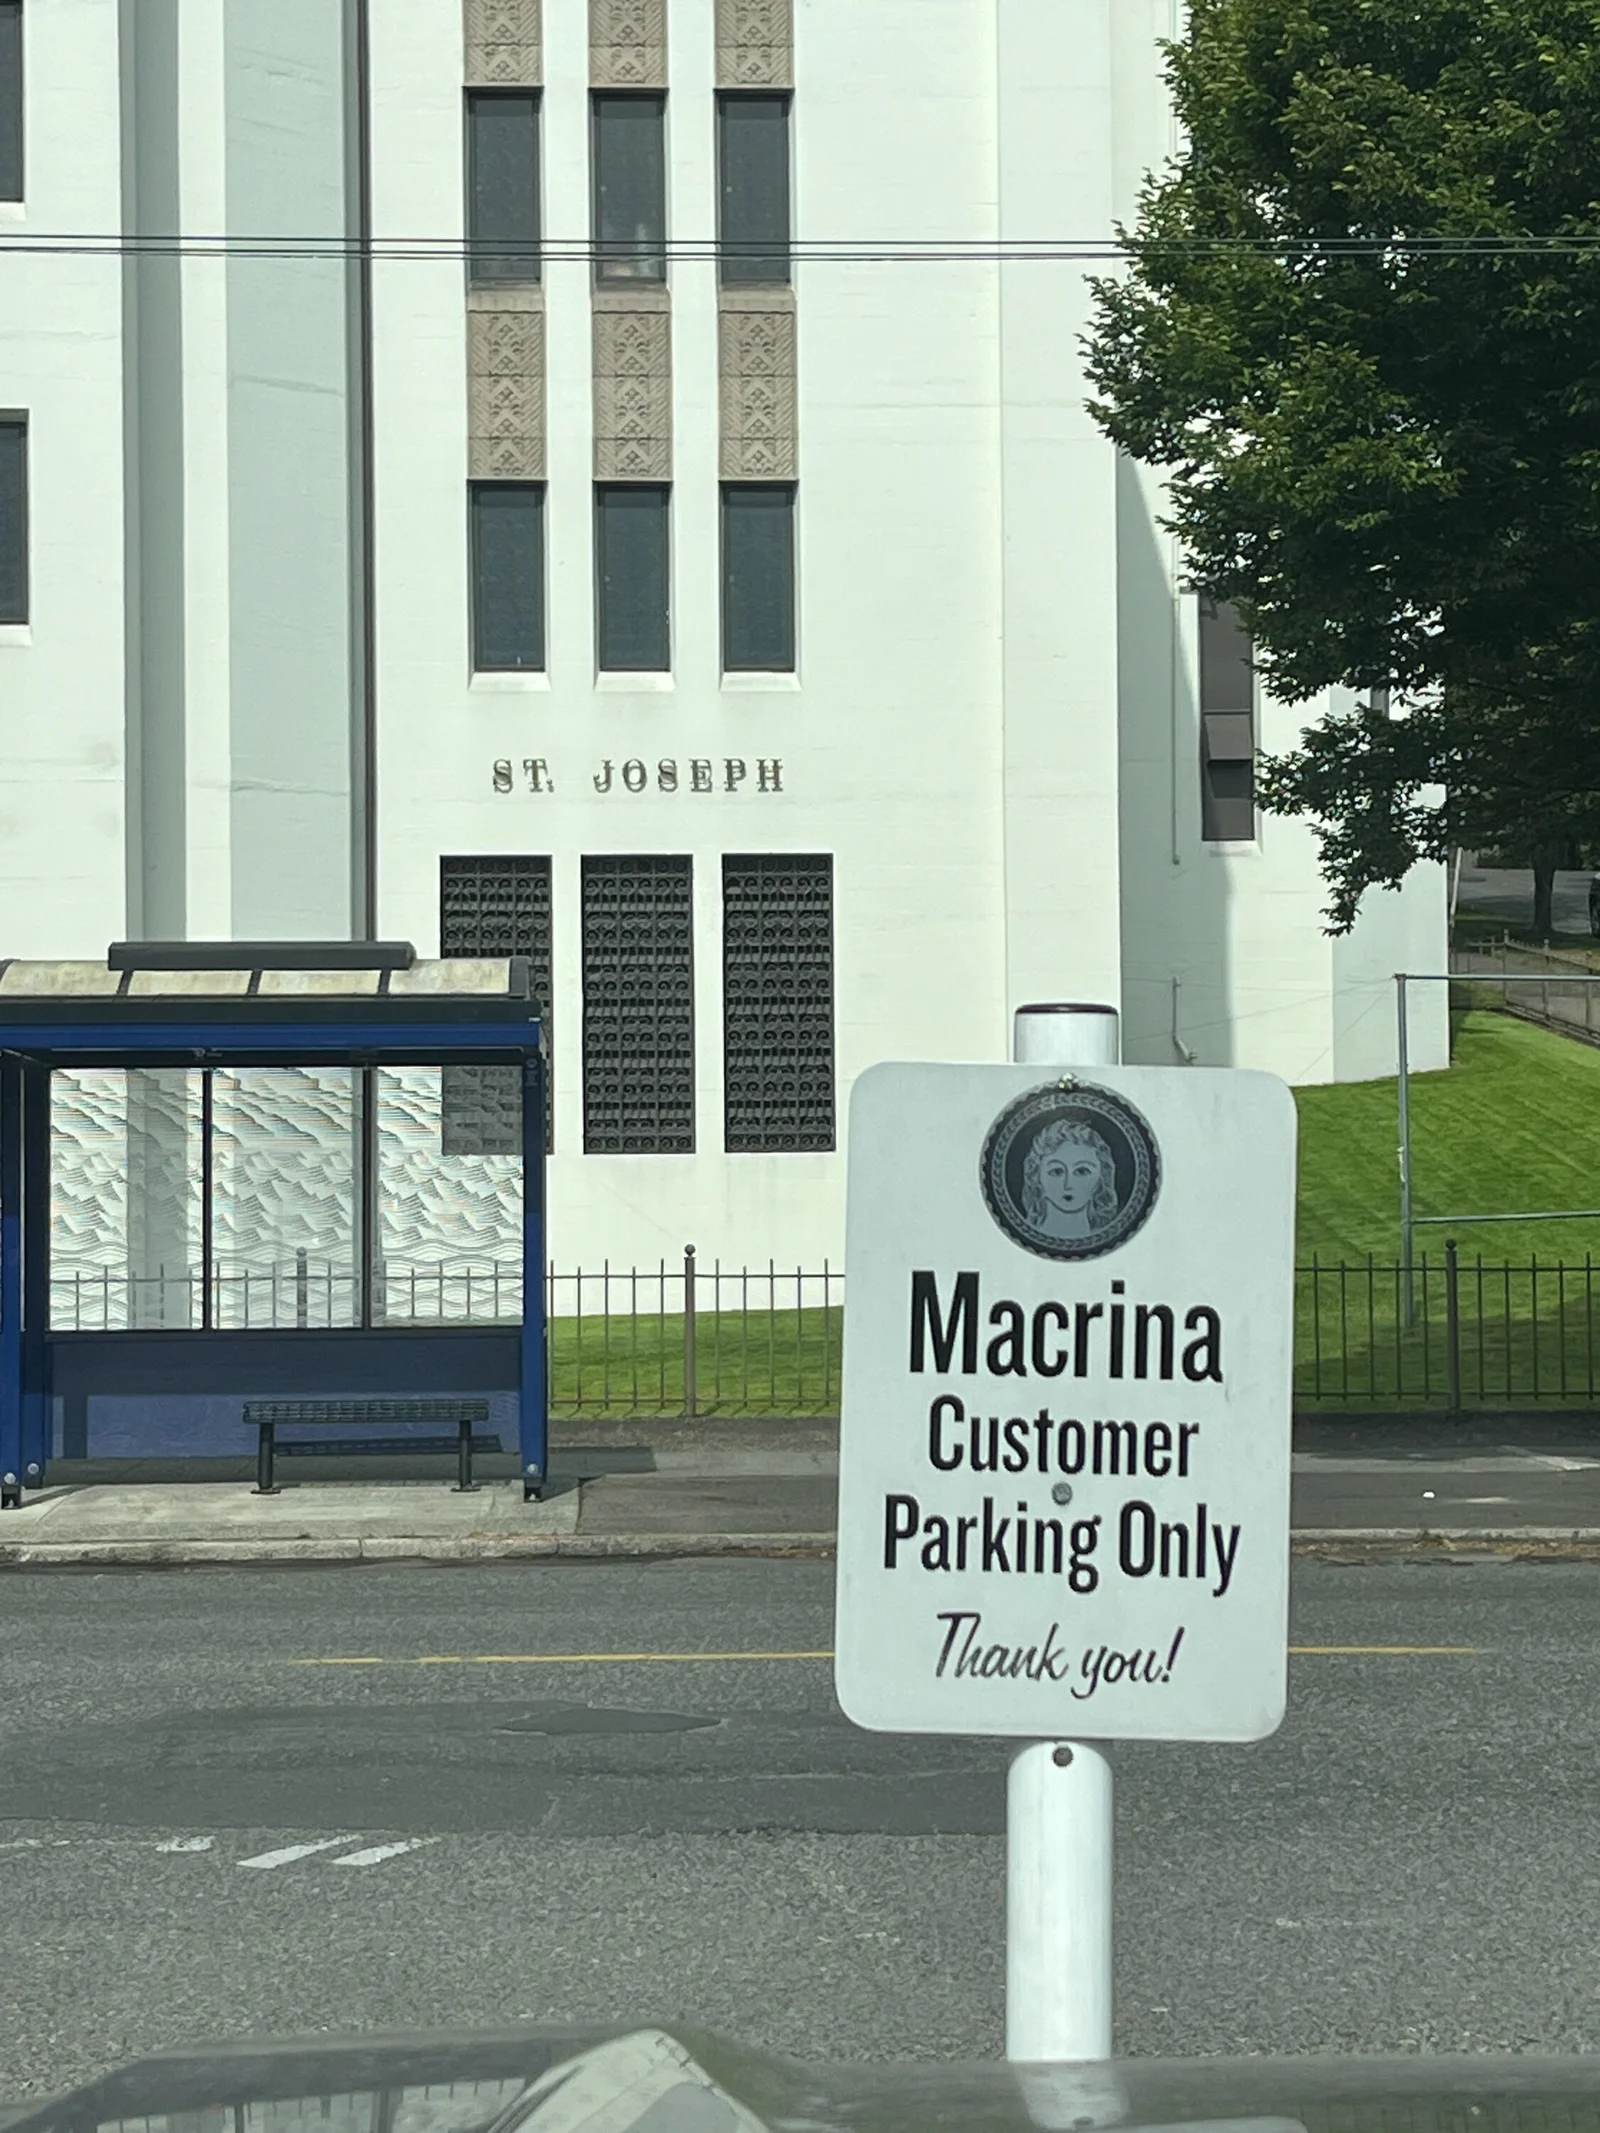 ST. JOSEPH
Macrina
Customer
Parking Only
Thank you!